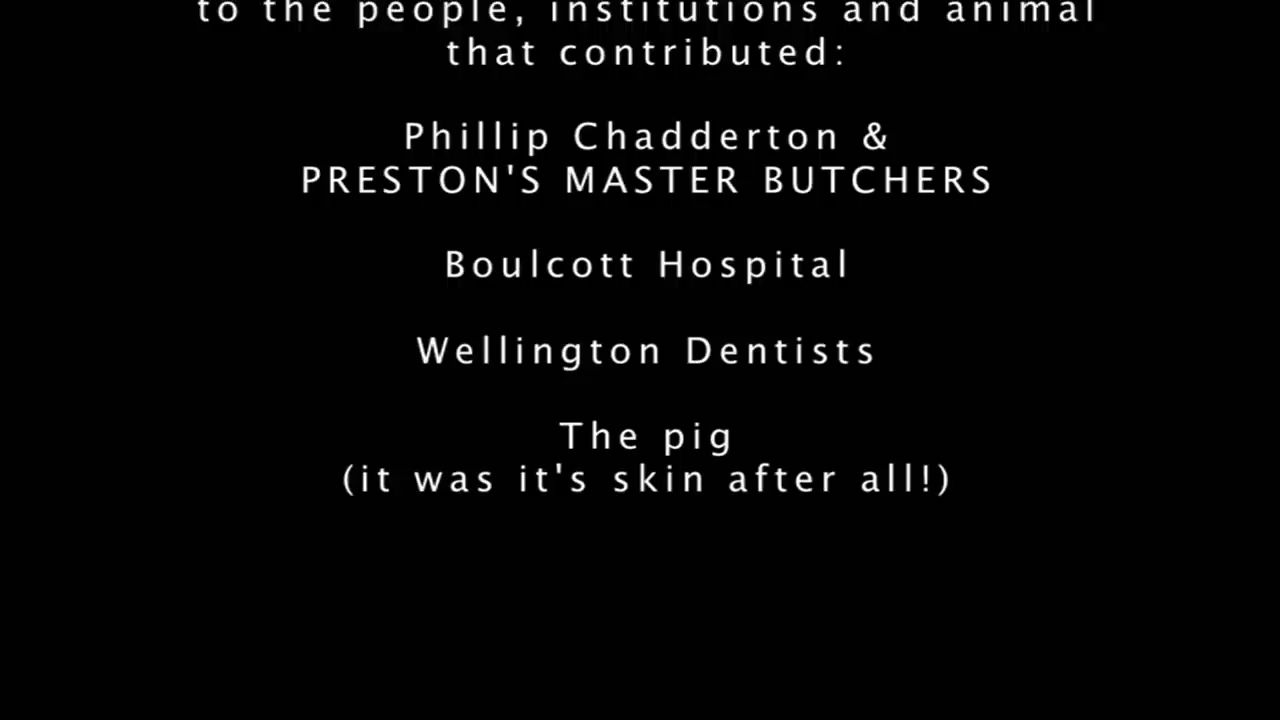 to the people, institutions and animal
that contributed:
Phillip Chadderton &
PRESTON'S MASTER BUTCHERS
Boulcott Hospital
Wellington Dentists
The pig
(it was it's skin after all!)